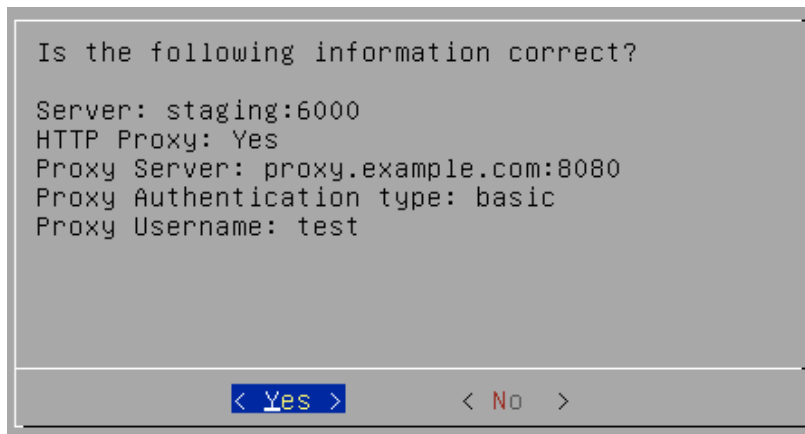 Is the following information correct?
Server: staging:6000
HTTP Proxy: Yes
Proxy Server: proxy.example.com:8080
Proxy Authentication type: basic
Proxy Username: test
< Yes > < No >